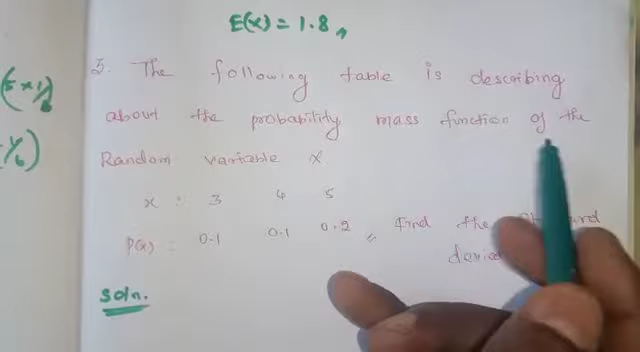 E(x) = 1.8,
5. The following table is describing
about the probability mass function of the
Random variable X
x : 3 4 5
P(x) = 0.1 0.1 0.2 ,, Find the
Soln.